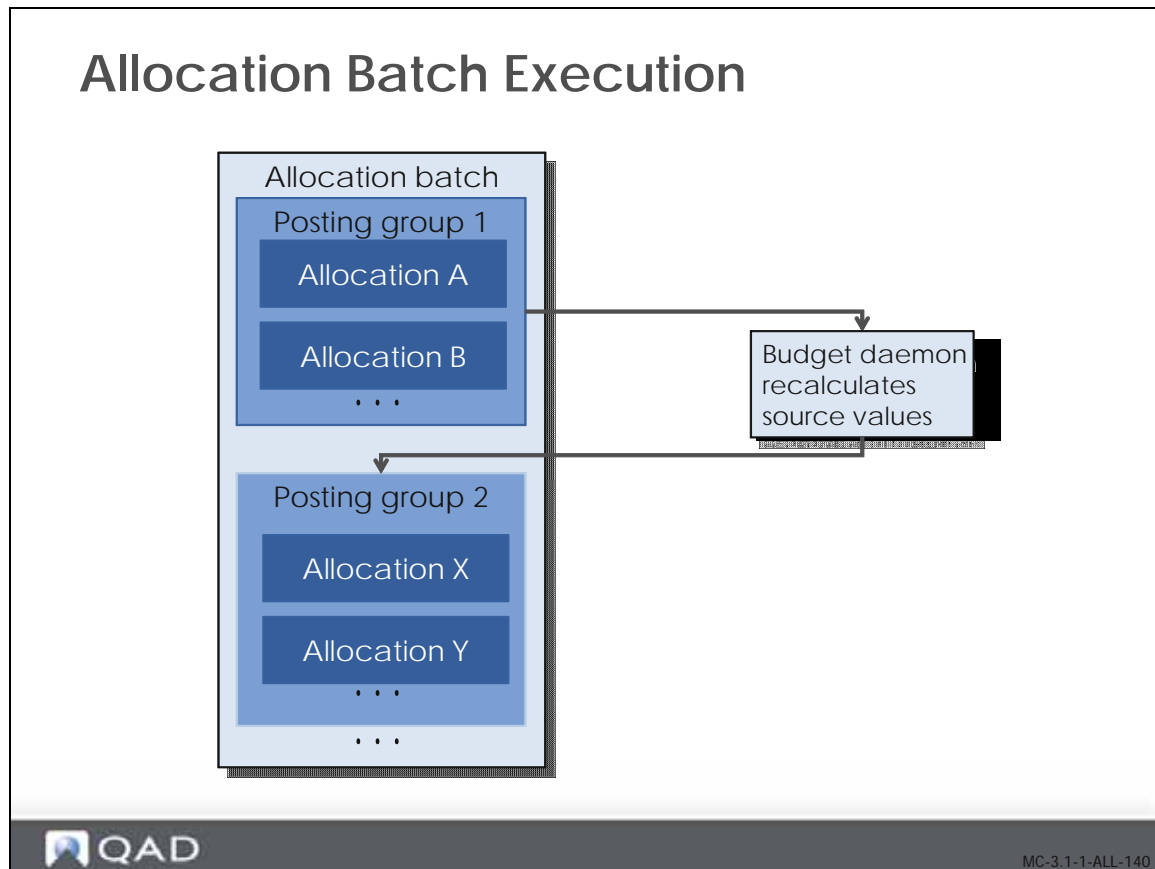 Allocation Batch Execution
Allocation batch
Posting group 1
Allocation A
Allocation B
. . .
Budget daemon
recalculates
source values
Posting group 2
Allocation X
Allocation Y
. . .
. . .
QAD
MC-3.1-1-ALL-140